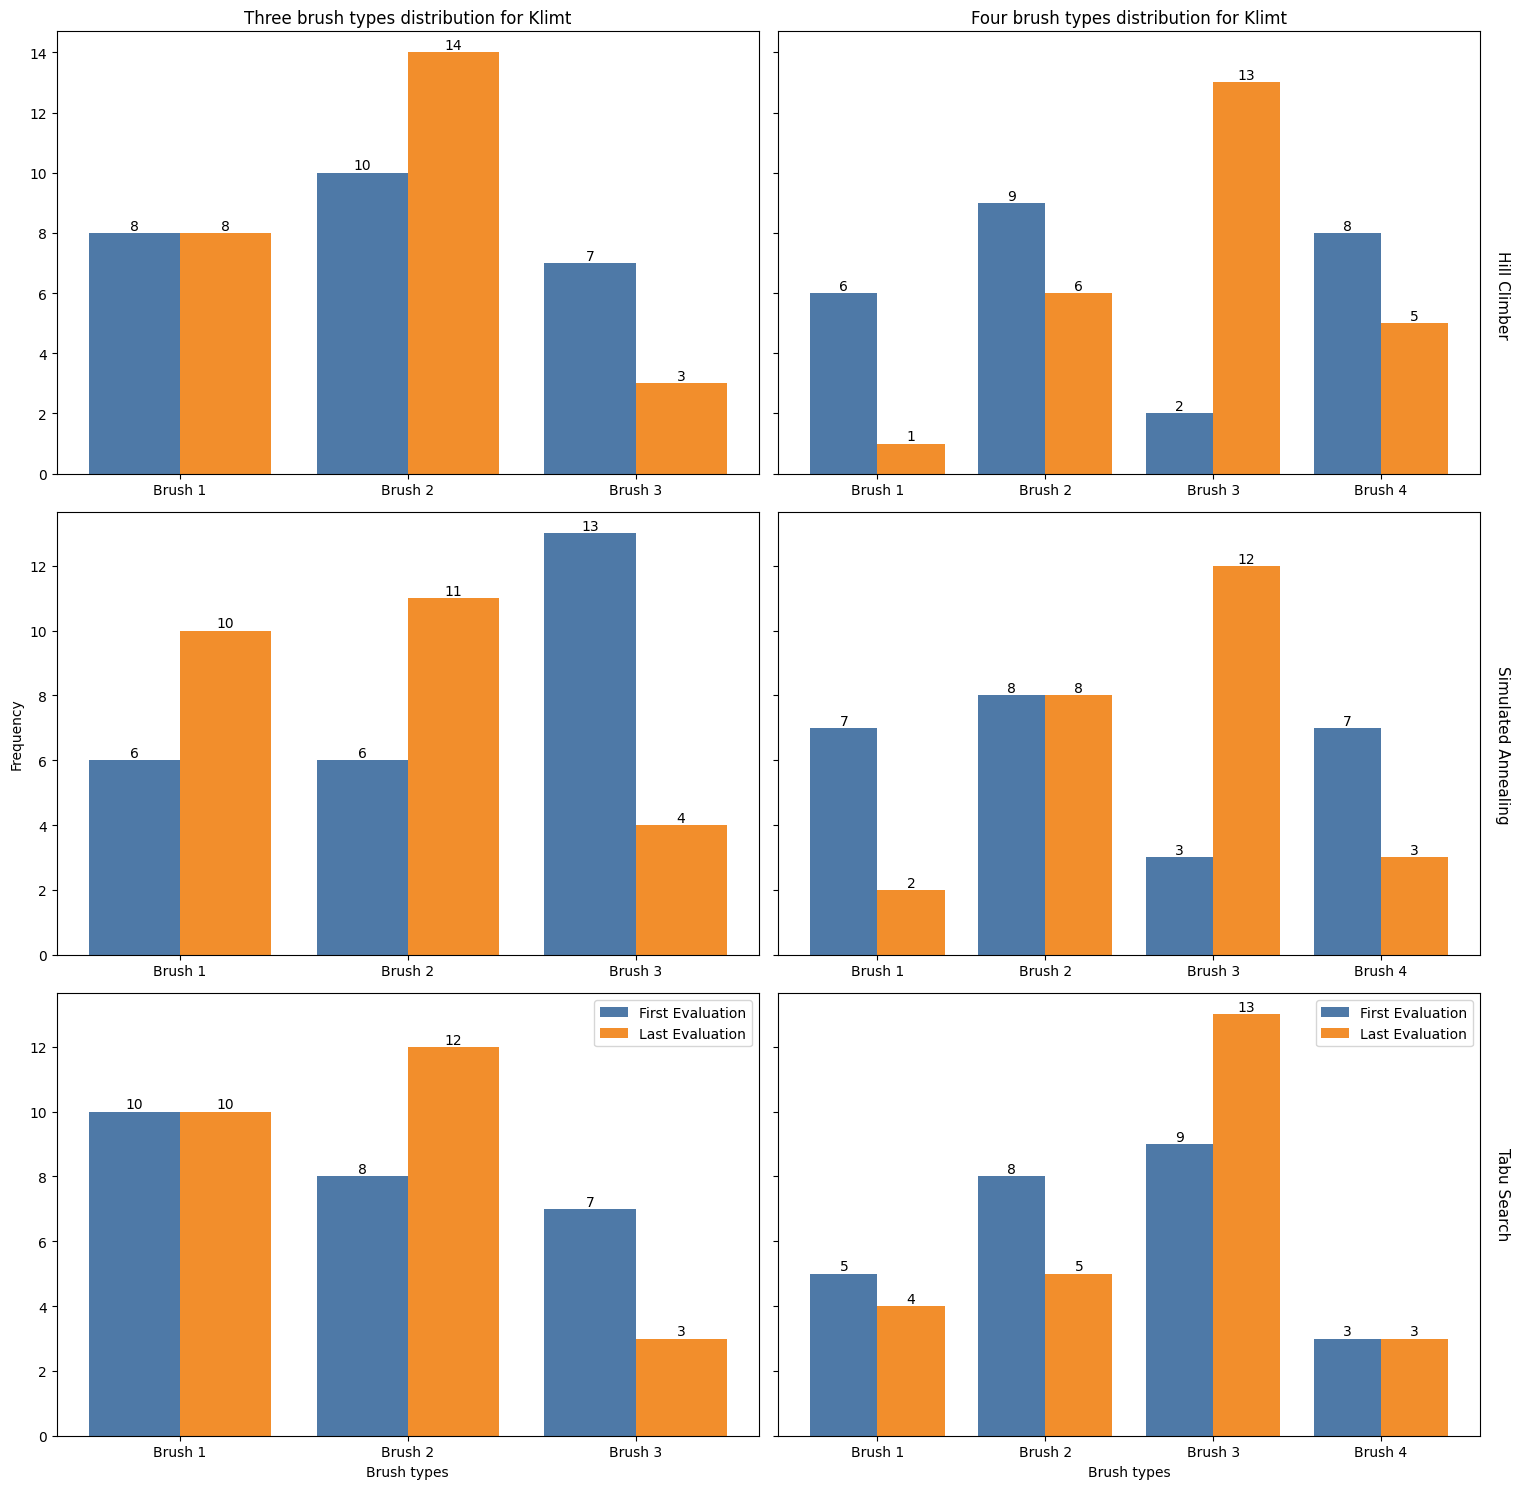 Three brush types distribution for Klimt
14
12
10
8
6
4
2
0
8
8
10
14
7
3
Brush 1
Brush 2
Brush 3
Four brush types distribution for Klimt
6
1
9
6
2
13
8
5
Brush 1
Brush 2
Brush 3
Brush 4
Hill Climber
Frequency
12
10
8
6
4
2
0
6
10
6
11
13
4
Brush 1
Brush 2
Brush 3
7
2
8
8
3
12
7
3
Brush 1
Brush 2
Brush 3
Brush 4
Simulated Annealing
First Evaluation
Last Evaluation
12
10
8
6
4
2
0
10
10
8
12
7
3
Brush 1
Brush 2
Brush 3
Brush types
First Evaluation
Last Evaluation
5
4
8
5
9
13
3
3
Brush 1
Brush 2
Brush 3
Brush 4
Brush types
Tabu Search